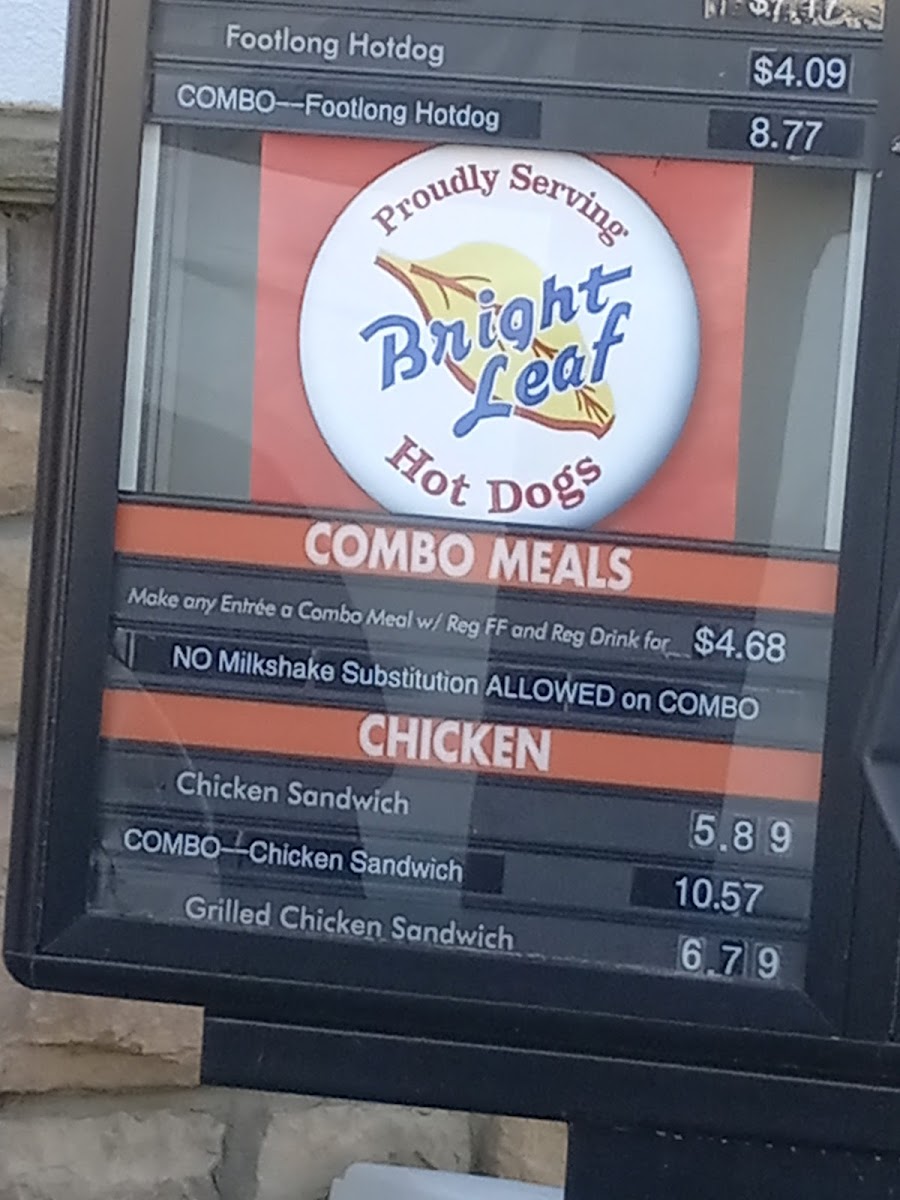 Footlong Hotdog $4.09
COMBO—Footlong Hotdog 8.77
Proudly Serving
Bright
Leaf
Hot Dogs
COMBO MEALS
Make any Entrée a Combo Meal w/ Reg FF and Reg Drink for... $4.68
NO Milkshake Substitution ALLOWED on COMBO
CHICKEN
Chicken Sandwich 5.89
COMBO—Chicken Sandwich 10.57
Grilled Chicken Sandwich 6.79